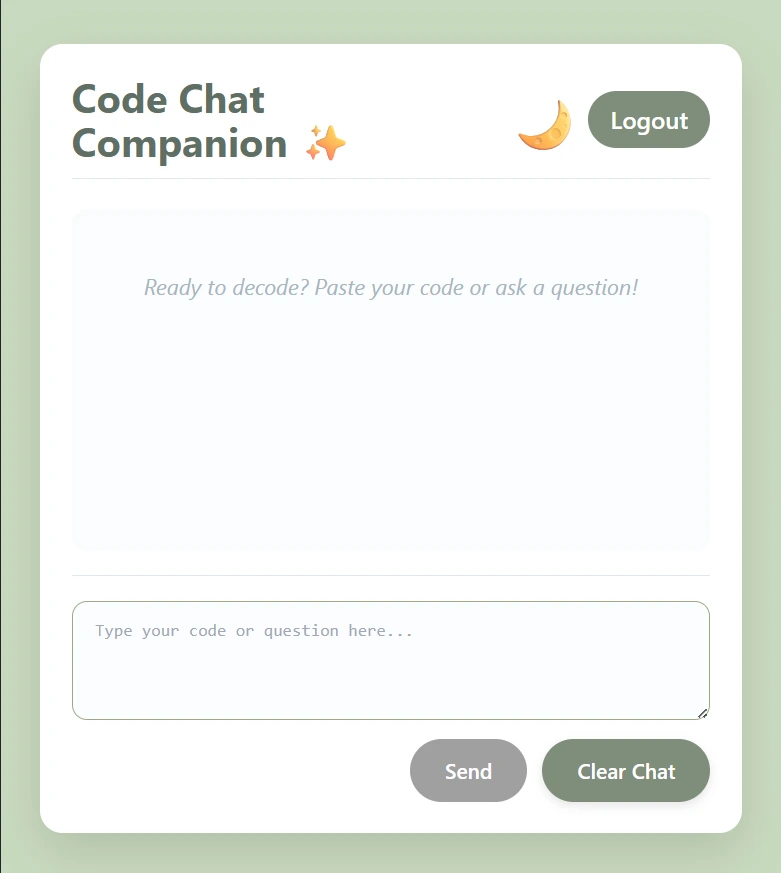 Code Chat
Companion ✨
🌙 Logout
Ready to decode? Paste your code or ask a question!
Type your code or question here...
Send Clear Chat